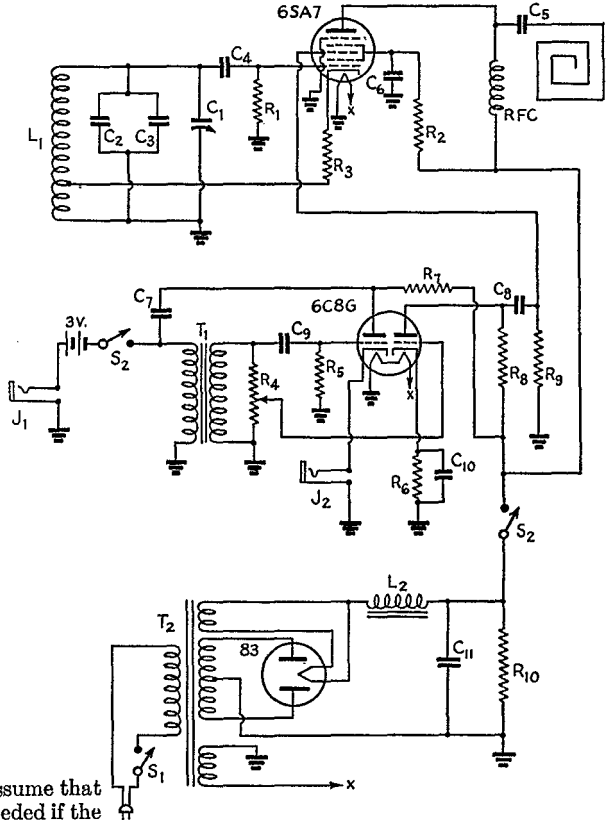 6SA7
C5
C4
C6
RFC
L1
C2
C3
C1
R1
R3
R2
R7
6C8G
C8
C7
3V.
S2
T1
C9
R4
R5
R8
R9
X
J1
J2
R6
C10
S2
L2
T2
83
C11
R10
S1
X
ssume that
eded if the
X